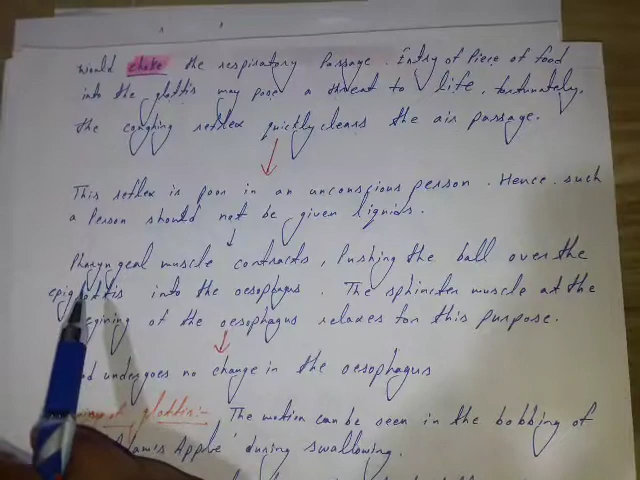 would choke the respiratory passage. Entry of Piece of food
into the glottis may pose a threat to life, fortunately,
the coughing reflex quickly clears the air passage.
This reflex is poor in an unconscious person. Hence such
a Person should not be given liquids.
Pharyngeal muscle contracts, Pushing the ball over the
epiglottis into the oesophagus. The sphincter muscle at the
egining of the oesophagus relaxes for this purpose.
undergoes no change in the oesophagus
of glottis:- The motion can be seen in the bobbing of
Apple' during swallowing.